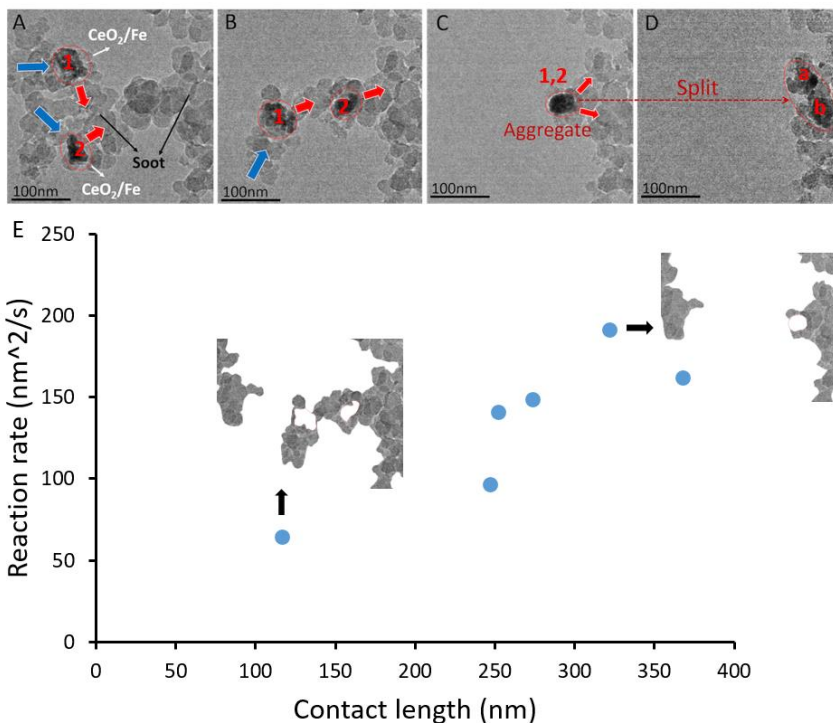 A
CeO₂/Fe
1
2
Soot
CeO₂/Fe
100nm
B
1
2
100nm
C
1,2
Aggregate
100nm
Split
D
a
b
100nm
E
250
200
150
100
50
0
Reaction rate (nm^2/s)
0
50
100
150
200
250
300
350
400
Contact length (nm)